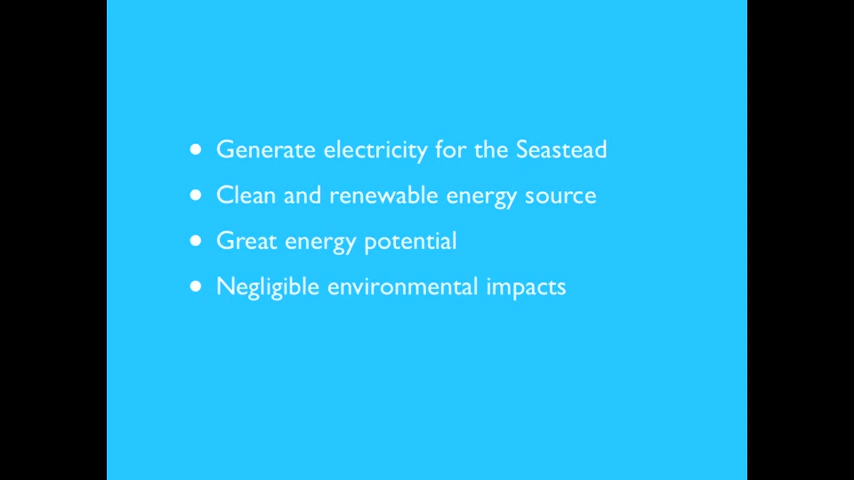 • Generate electricity for the Seastead
• Clean and renewable energy source
• Great energy potential
• Negligible environmental impacts